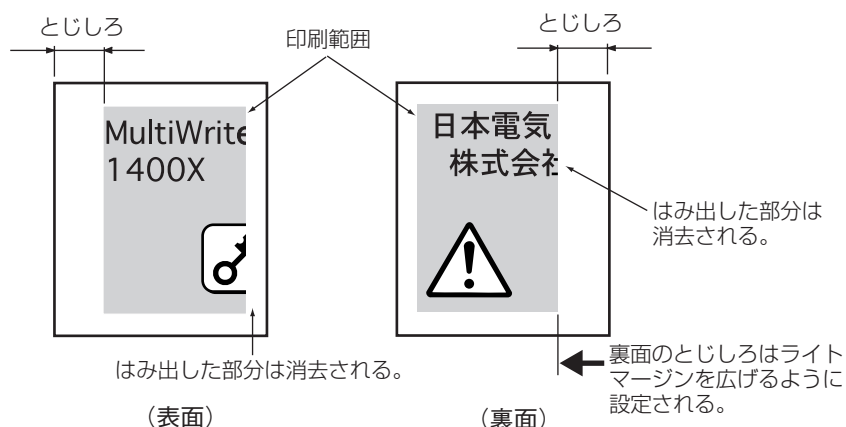 とじしろ
とじしろ
印刷範囲
MultiWrite
1400X
日本電気
株式会社
はみ出した部分は
消去される。
はみ出した部分は消去される。
裏面のとじしろはライト
マージンを広げるように
設定される。
（表面）
（裏面）